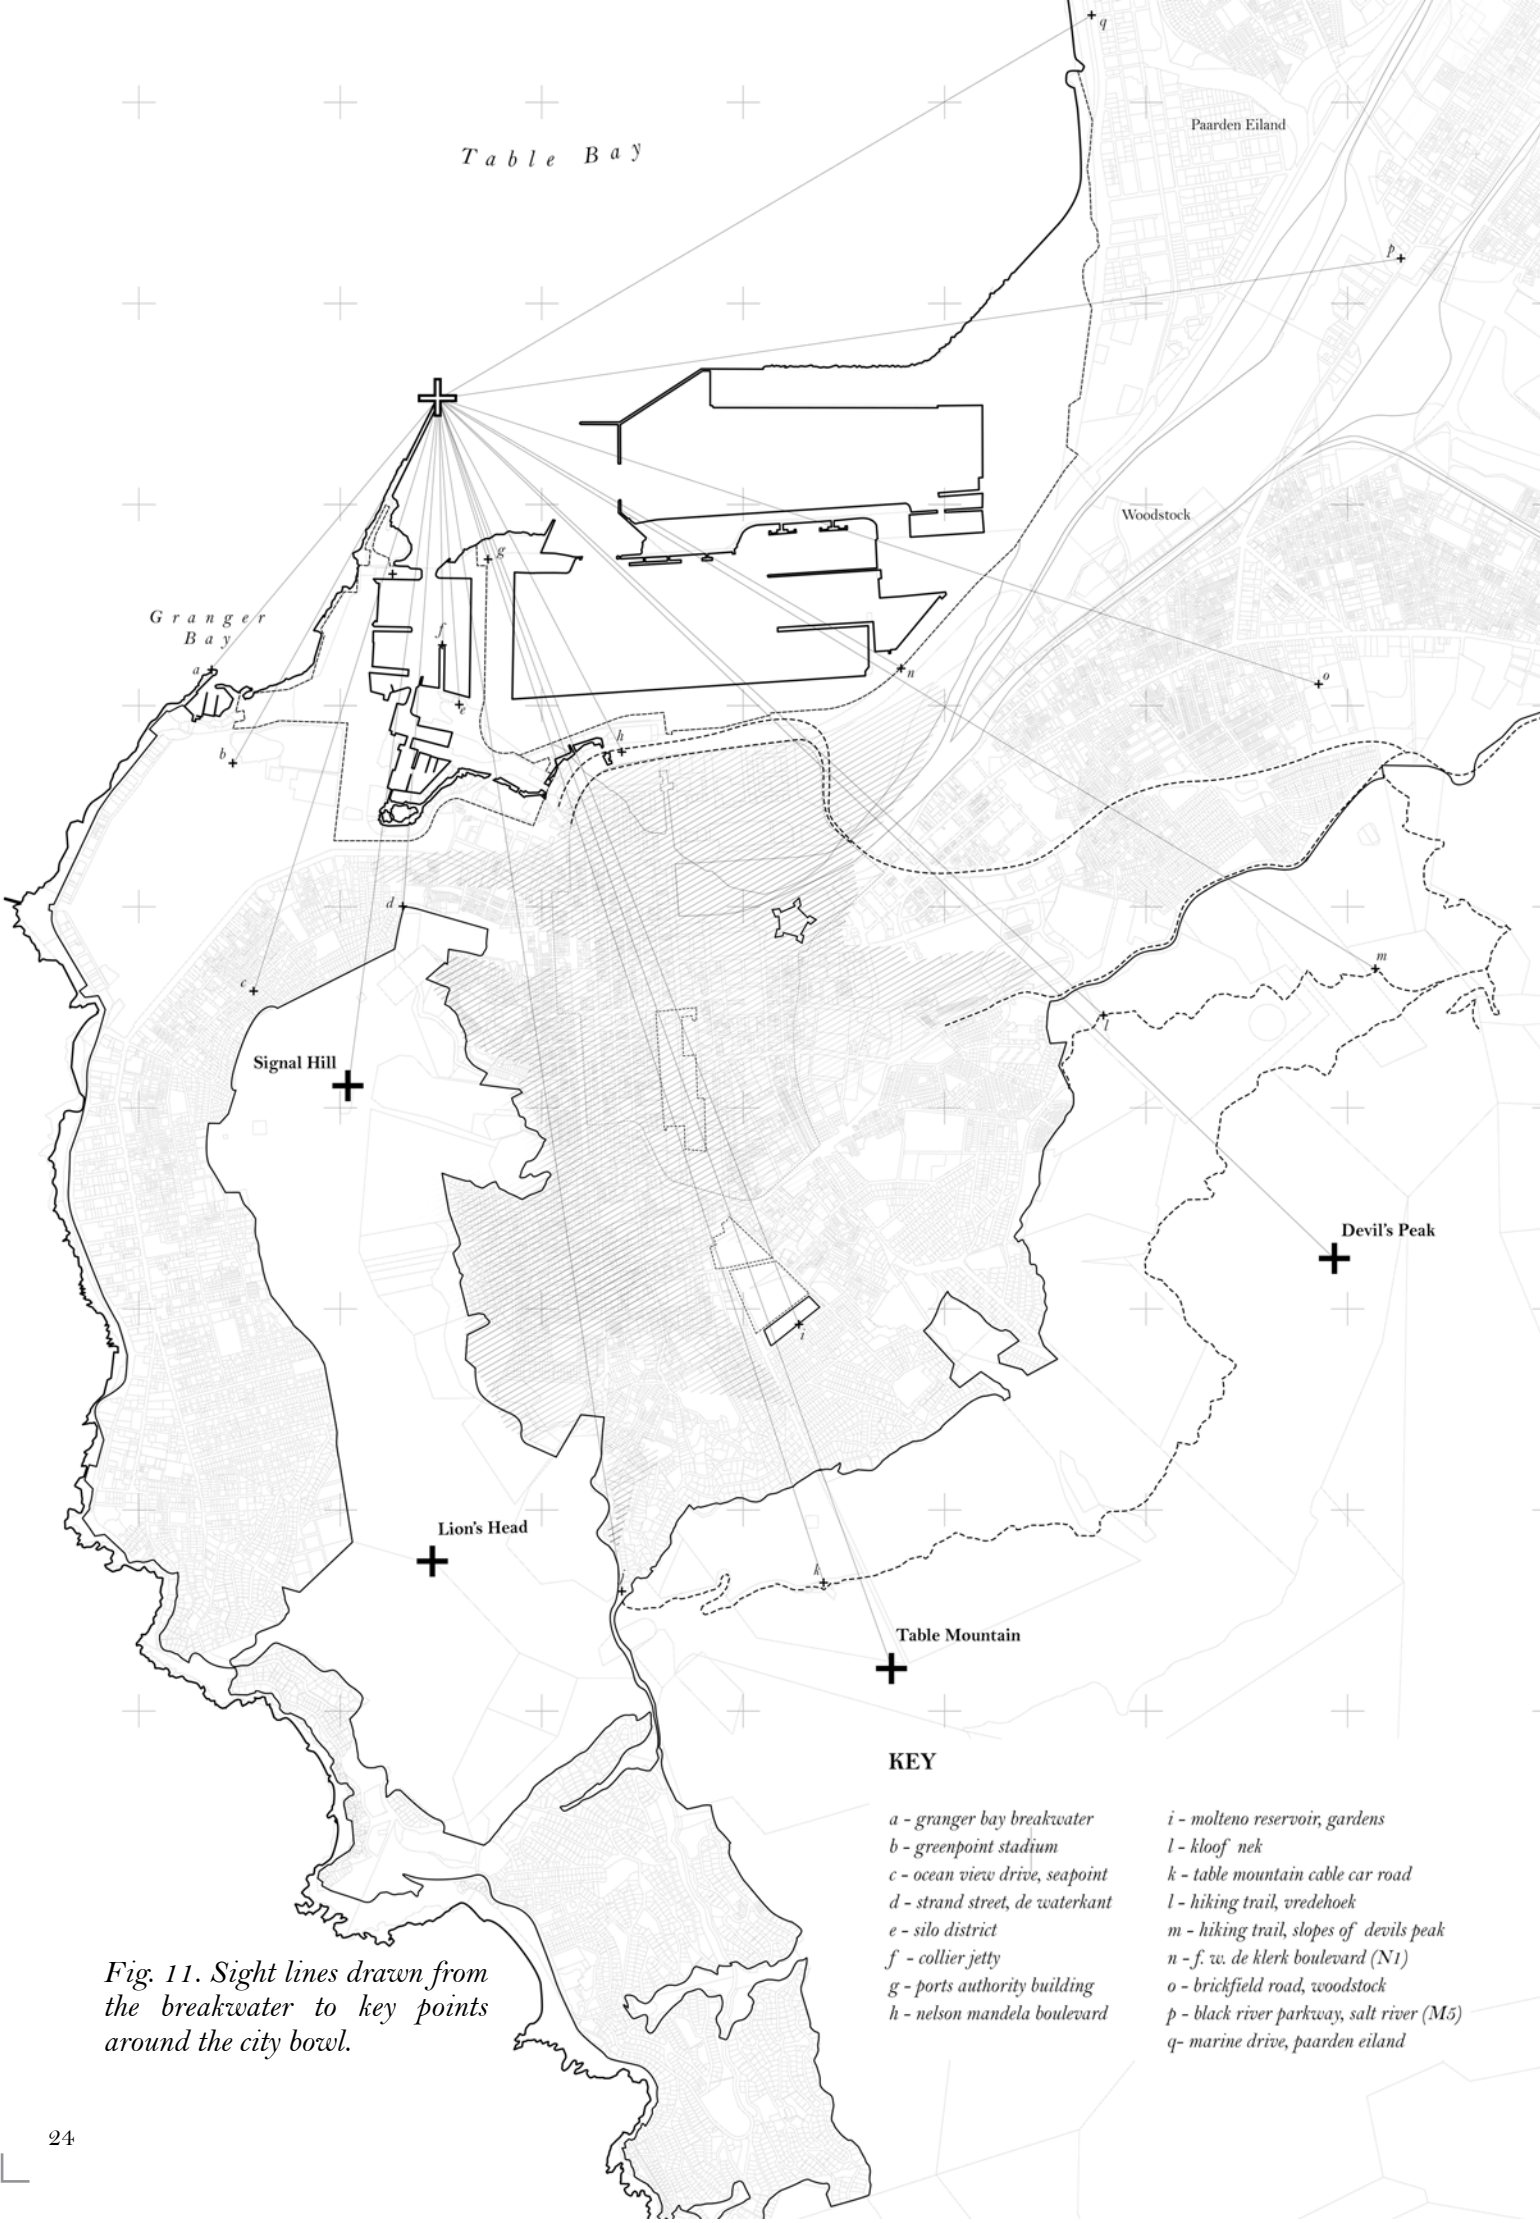 q
Paarden Eiland
Table Bay
p
Woodstock
g
Granger
Bay
f
a
n
o
e
h
b
d
m
c
l
Signal Hill
Devil's Peak
i
Lion's Head
j
k
Table Mountain
KEY
a - granger bay breakwater
b - greenpoint stadium
c - ocean view drive, seapoint
d - strand street, de waterkant
e - silo district
f - collier jetty
g - ports authority building
h - nelson mandela boulevard
i - molteno reservoir, gardens
l - kloof nek
k - table mountain cable car road
l - hiking trail, vredehoek
m - hiking trail, slopes of devils peak
n - f. w. de klerk boulevard (N1)
o - brickfield road, woodstock
p - black river parkway, salt river (M5)
q- marine drive, paarden eiland
Fig. 11. Sight lines drawn from
the breakwater to key points
around the city bowl.
24